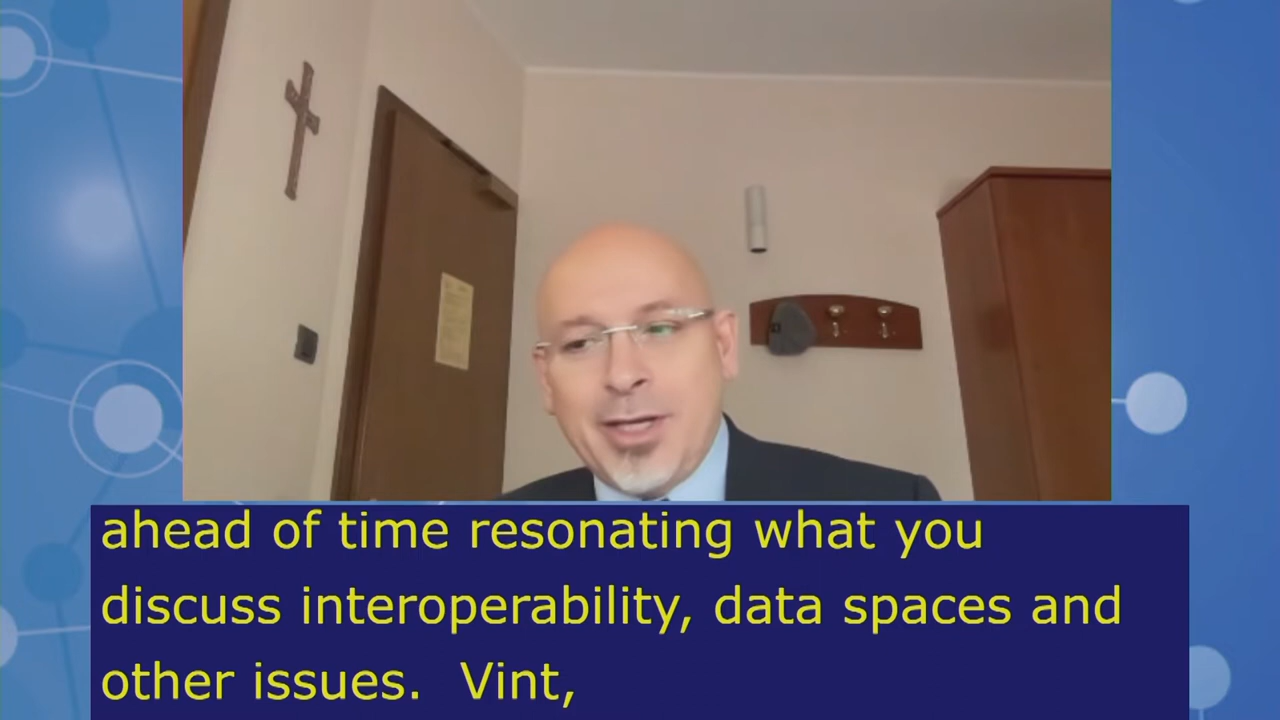 ahead of time resonating what you
discuss interoperability, data spaces and
other issues.  Vint,